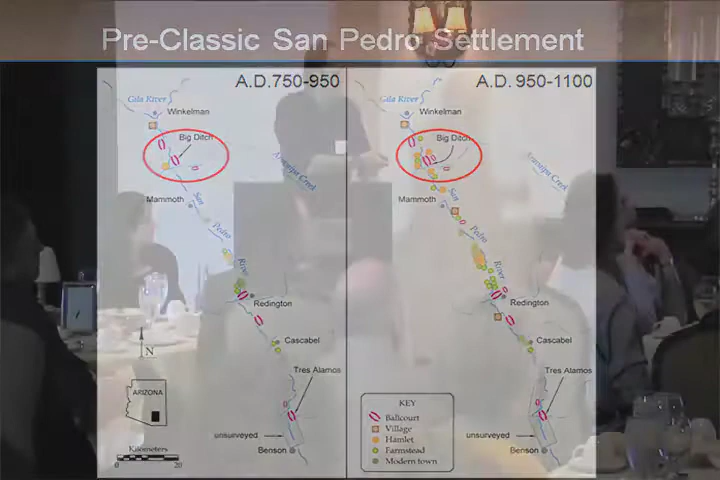 Pre-Classic San Pedro Settlement
A.D.750-950
Gila River
Winkelman
Big Ditch
Aravaipa Creek
Mammoth
San
Pedro
River
Redington
Cascabel
Tres Alamos
N
ARIZONA
unsurveyed
Kilometers
0 20
Benson
A.D. 950-1100
Gila River
Winkelman
Big Ditch
Aravaipa Creek
Mammoth
San
Pedro
River
Redington
Cascabel
Tres Alamos
KEY
Ballcourt
Village
Hamlet
Farmstead
Modern town
unsurveyed
Benson